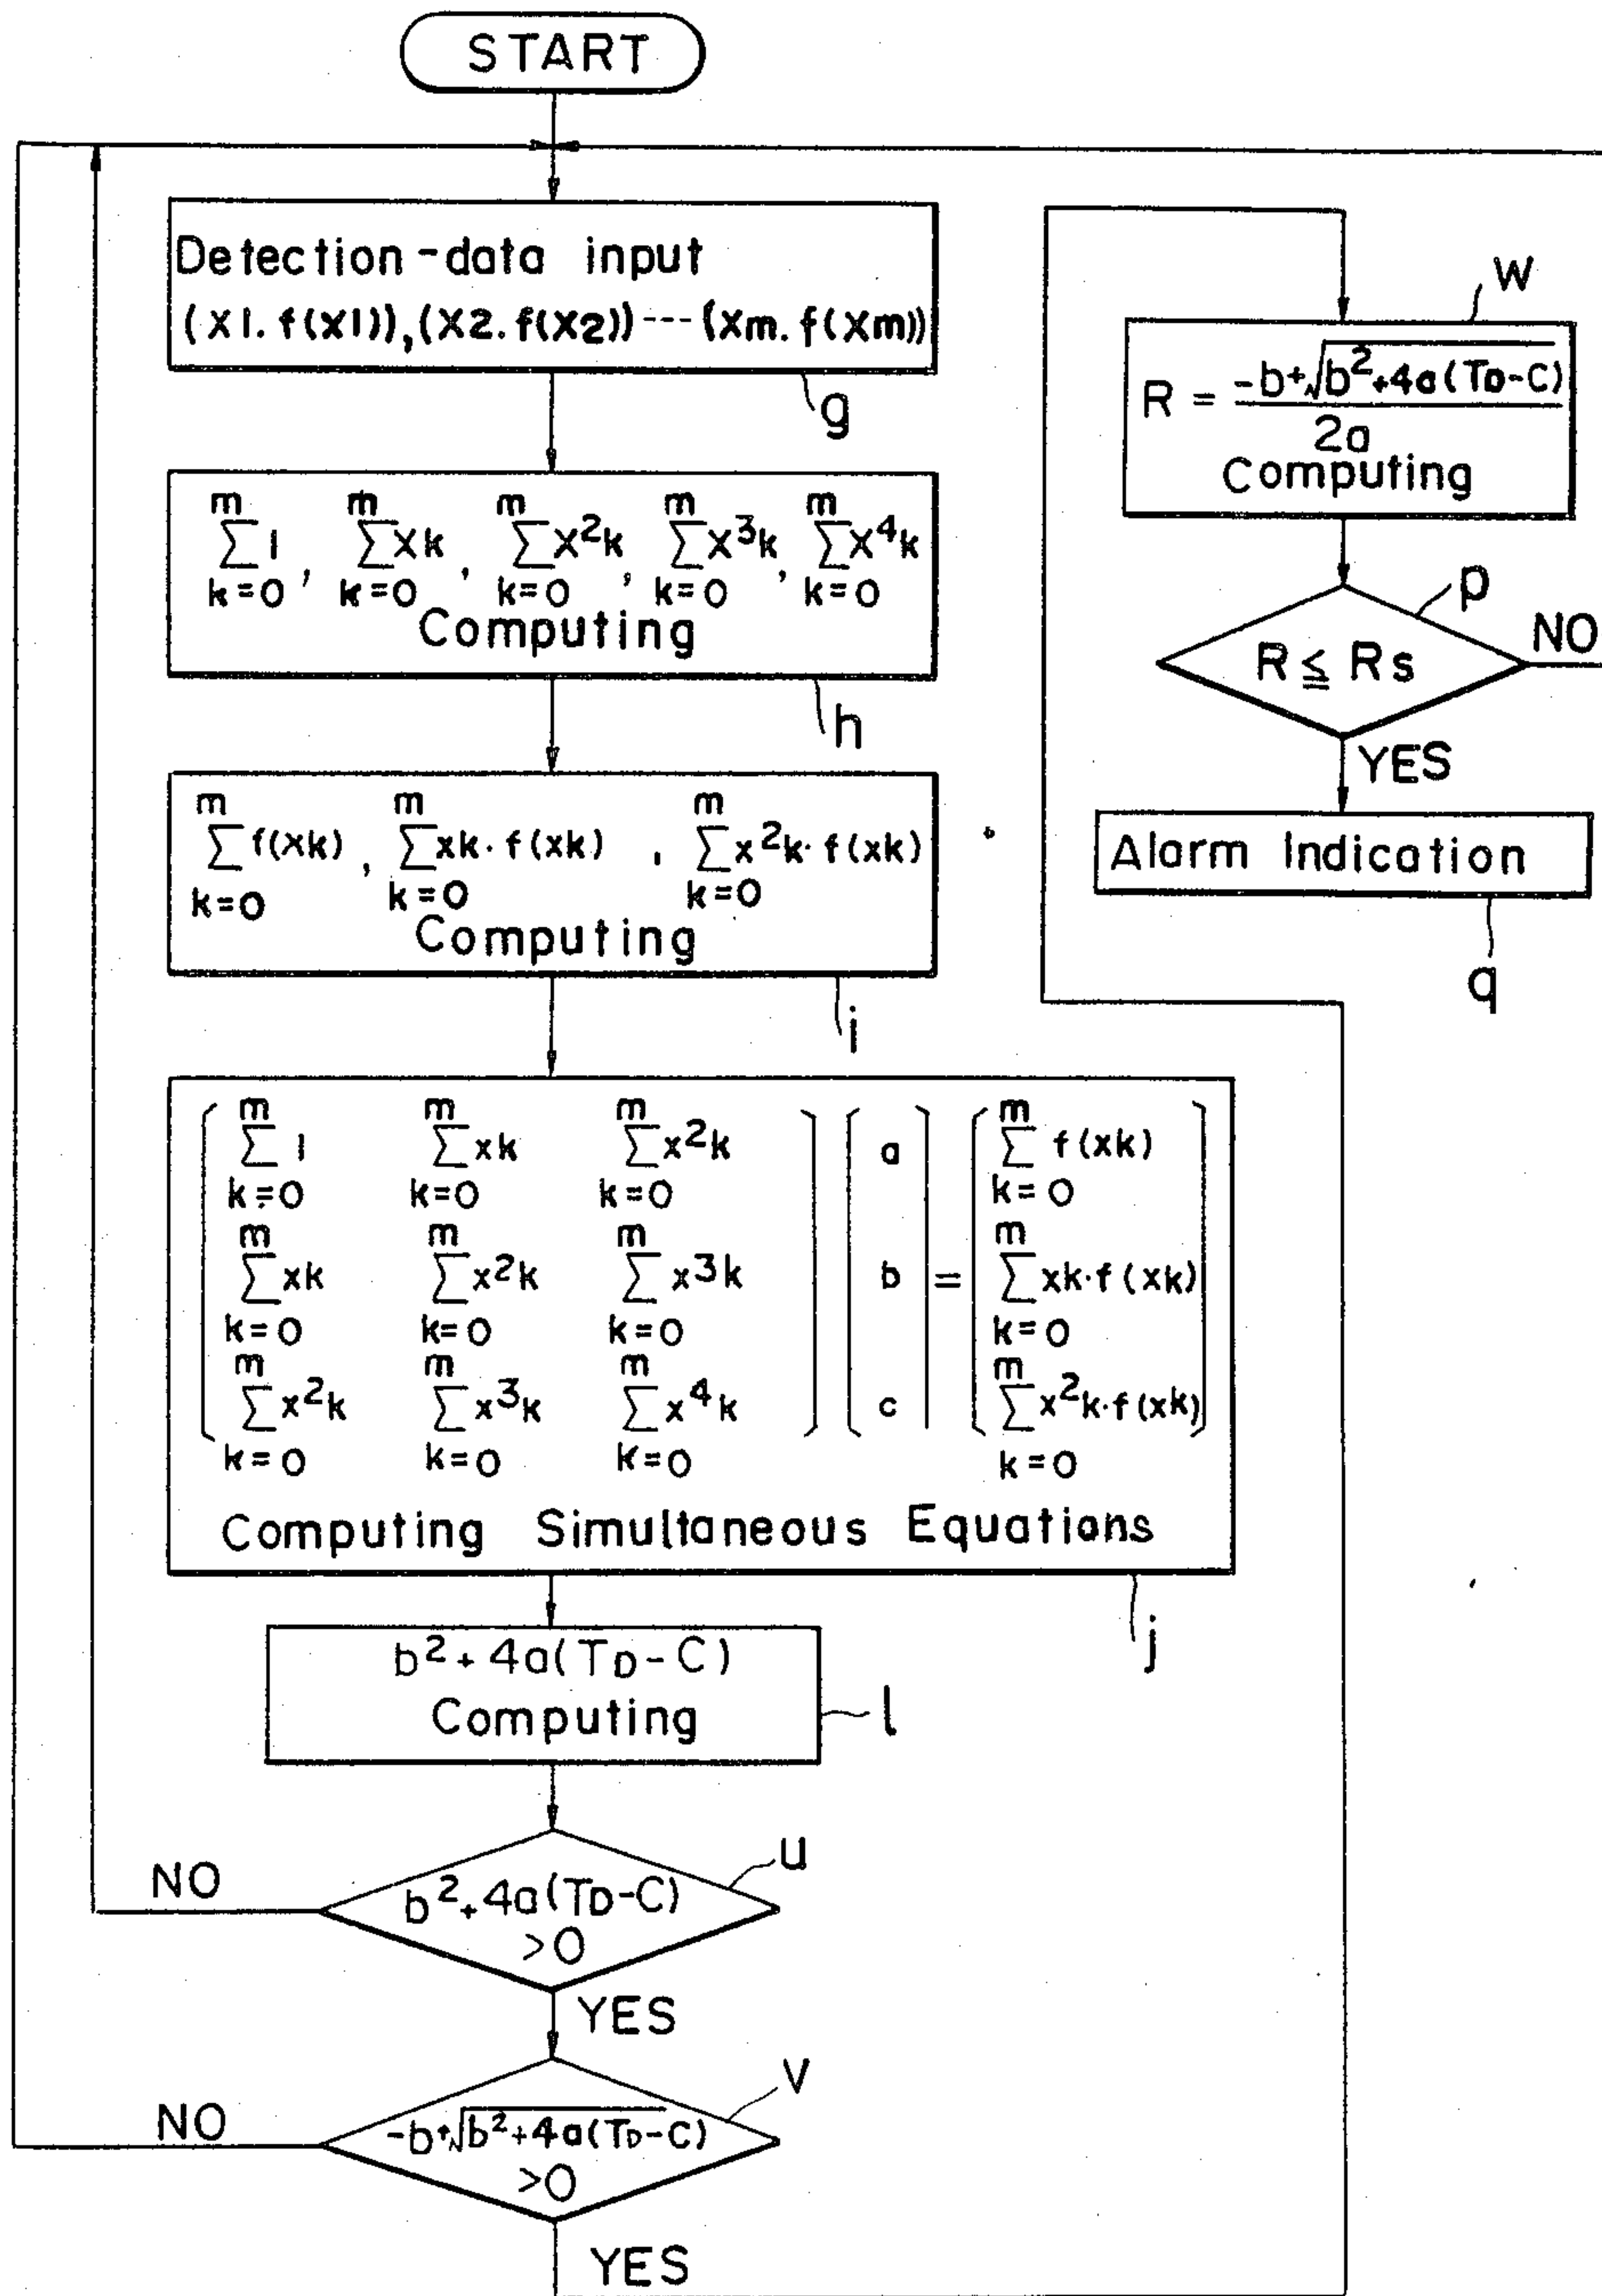 START
Detection-data input
(X1.f(X1)),(X2.f(X2))---(Xm.f(Xm))
g
m m m m m
∑1, ∑Xk, ∑X²k, ∑X³k, ∑X⁴k
k=0 k=0 k=0 k=0 k=0
Computing
h
m m m
∑f(xk), ∑xk·f(xk), ∑x²k·f(xk)
k=0 k=0 k=0
Computing
i
m m m m
∑1 ∑xk ∑x²k a ∑f(xk)
k=0 k=0 k=0 k=0
m m m m
∑xk ∑x²k ∑x³k b = ∑xk·f(xk)
k=0 k=0 k=0 k=0
m m m m
∑x²k ∑x³k ∑x⁴k c ∑x²k·f(xk)
k=0 k=0 k=0 k=0
Computing Simultaneous Equations
j
b²+4a(TD-C)
Computing
l
u
NO
b²+4a(TD-C)
>0
YES
v
NO
-b+√b²+4a(TD-C)
>0
YES
w
R = -b+√b²+4a(TD-C)
2a
Computing
p
NO
R ≦ Rs
YES
Alarm Indication
q